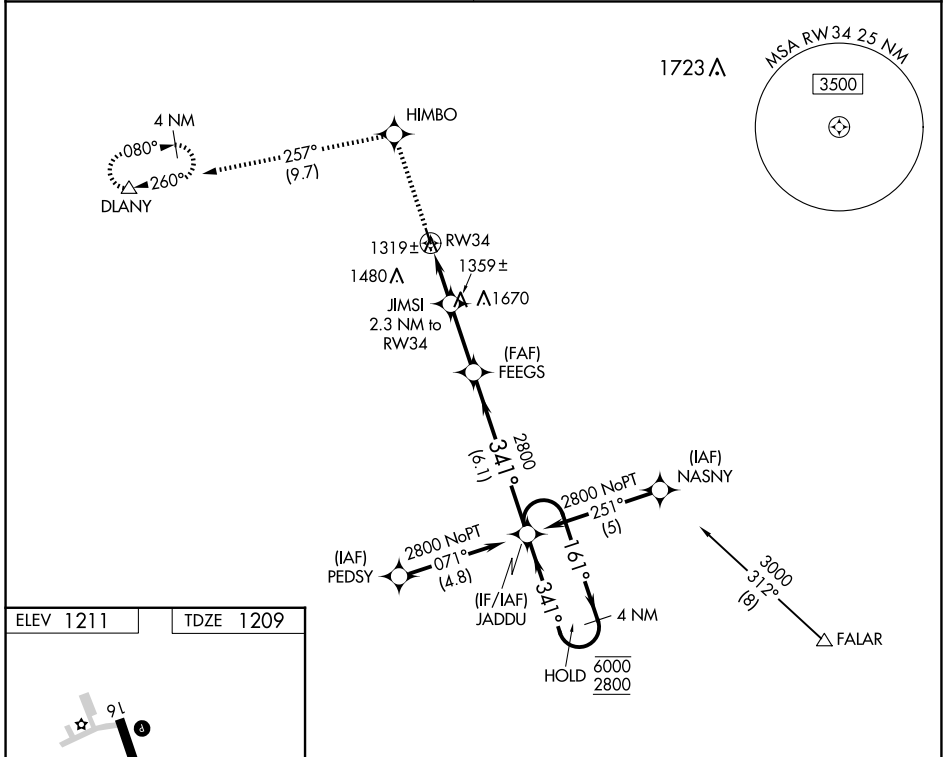 MSA RW34 25 NM
1723
3500
HIMBO
4 NM
080°
257°
(9.7)
260°
DLANY
1319±
RW34
1359±
1480
1670
JIMSI
2.3 NM to
RW34
(FAF)
FEEGS
2800
341°
(6.1)
(IAF)
NASNY
2800 NoPT
251°
(5)
(IAF)
PEDSY
2800 NoPT
071°
(4.8)
161°
341°
(IF/IAF)
JADDU
4 NM
HOLD
6000
2800
3000
312°
(8)
FALAR
ELEV 1211
TDZE 1209
16
P